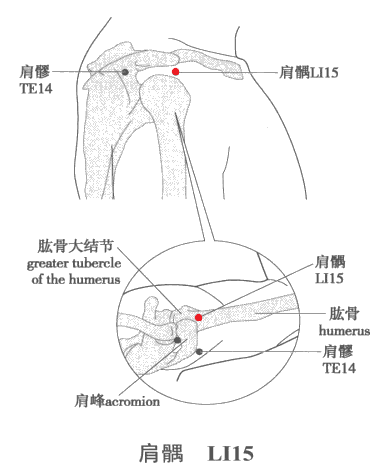 肩髎
TE14
肩髃LI15
肱骨大结节
greater tubercle
of the humerus
肩髃
LI15
肱骨
humerus
肩髎
TE14
肩峰acromion
肩髃 LI15